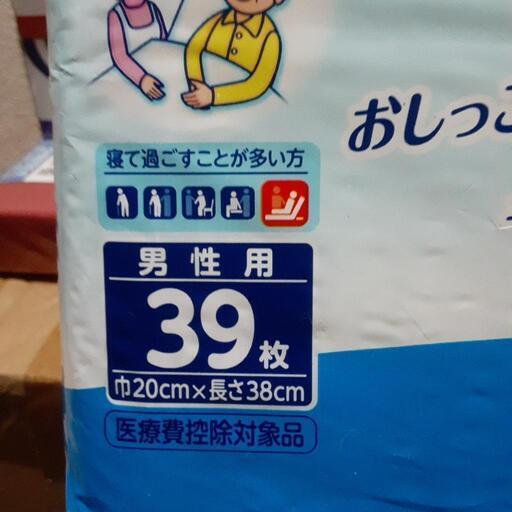 おしっこ
寝て過ごすことが多い方
男性用
39枚
巾20cm×長さ38cm
医療費控除対象品